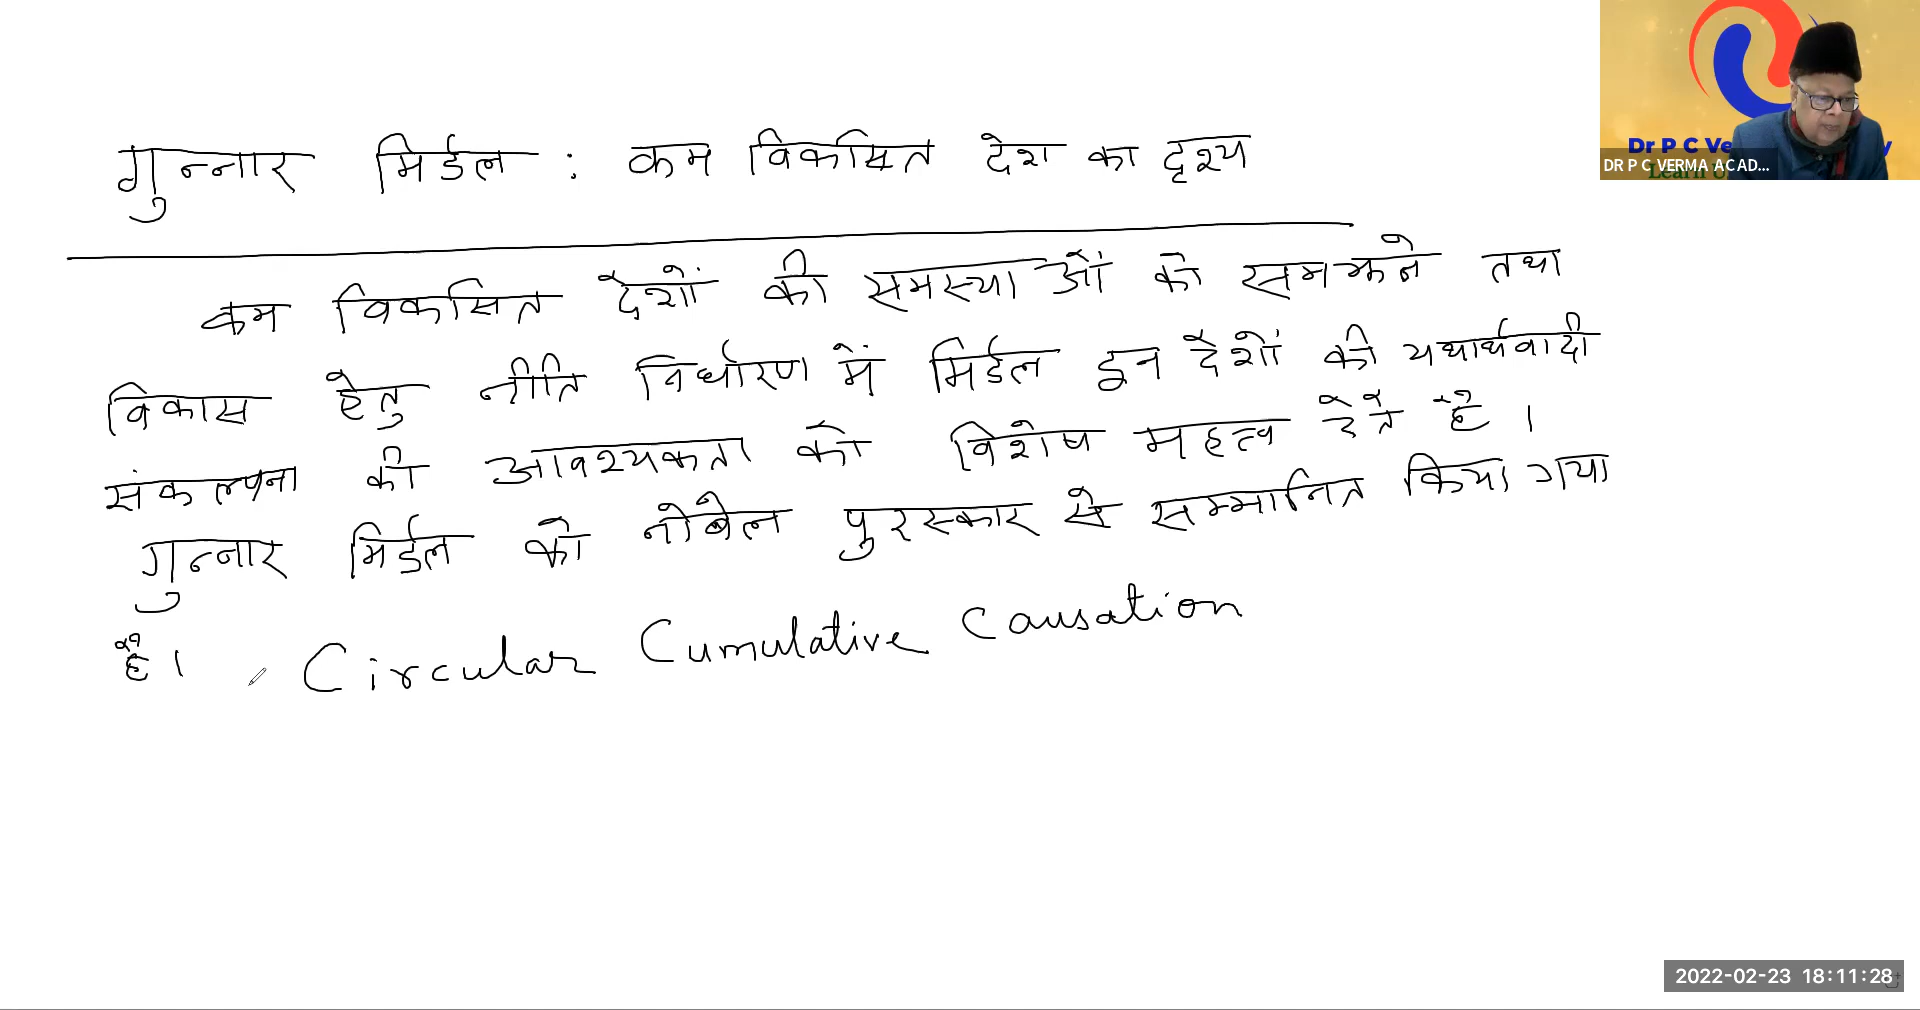 गुन्नार मिर्डल : कम विकसित देश का दृश्य
कम विकसित देशों की समस्याओं को समझने तथा
विकास हेतु नीति निर्धारण में मिर्डल इन देशों की यथार्थवादी
संकल्पना की आवश्यकता को विशेष महत्व देते है ।
गुन्नार मिर्डल को नोबेल पुरस्कार से सम्मानित किया गया
है । Circular Cumulative Causation
Dr P C Ve
DR P C VERMA ACAD...
Learn
2022-02-23 18:11:28